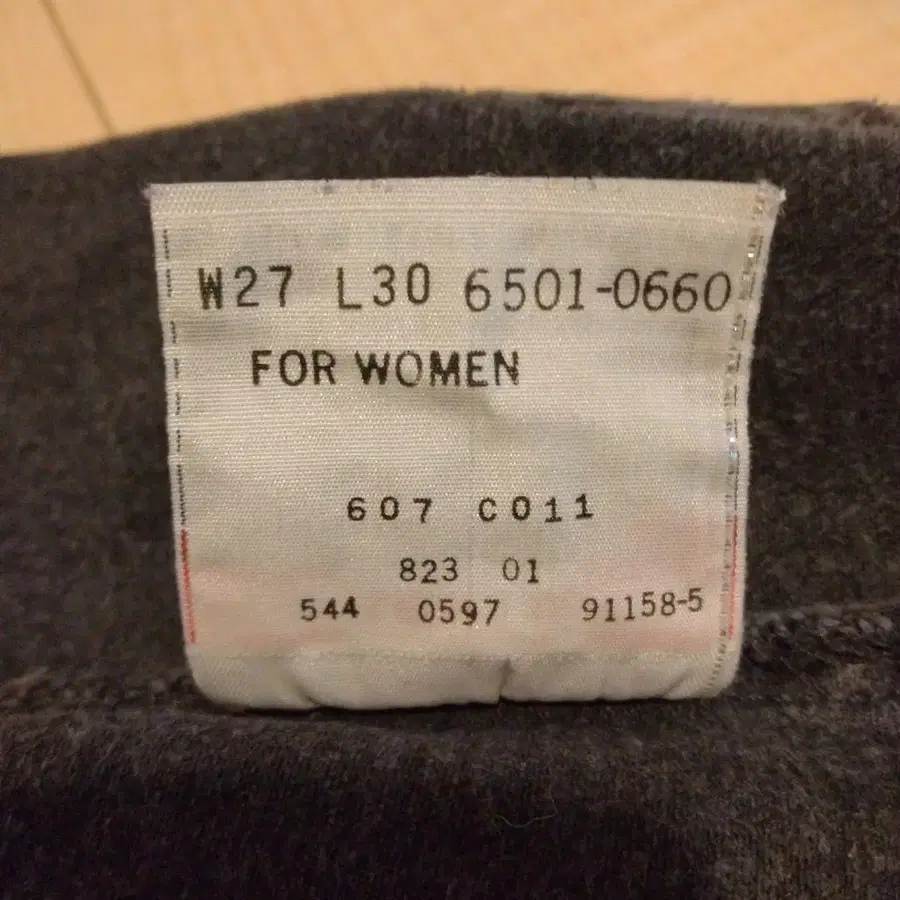 W27 L30 6501-0660
FOR WOMEN
607 C011
823 01
544 0597 91158-5